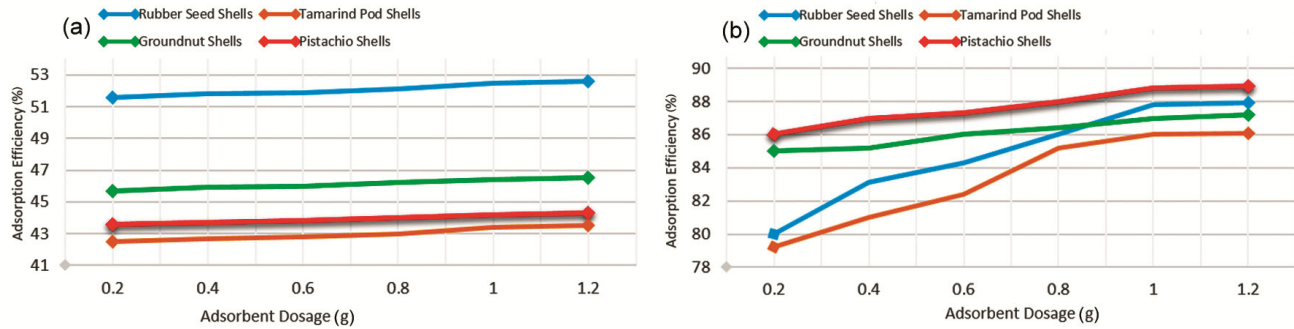 (a)
Rubber Seed Shells
Tamarind Pod Shells
Groundnut Shells
Pistachio Shells
Adsorption Efficiency (%)
53
51
49
47
45
43
41
0.2 0.4 0.6 0.8 1 1.2
Adsorbent Dosage (g)
(b)
Rubber Seed Shells
Tamarind Pod Shells
Groundnut Shells
Pistachio Shells
Adsorption Efficiency (%)
90
88
86
84
82
80
78
0.2 0.4 0.6 0.8 1 1.2
Adsorbent Dosage (g)